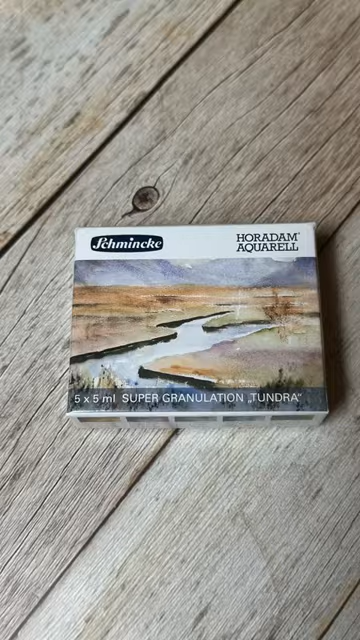 Schmincke
HORADAM®
AQUARELL
5 x 5 ml SUPER GRANULATION „TUNDRA“